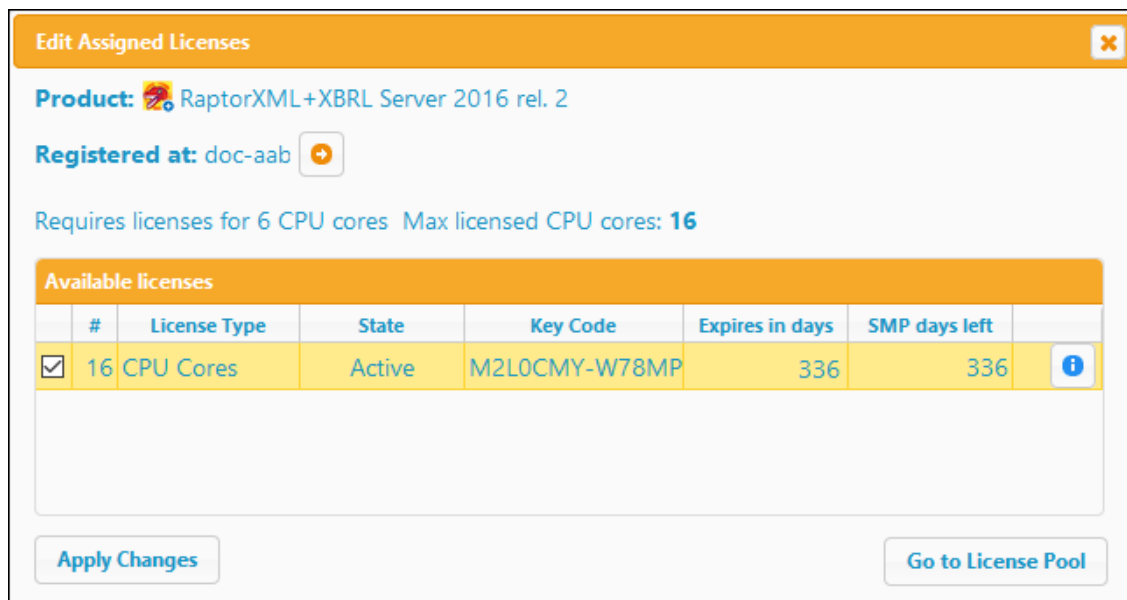 Edit Assigned Licenses
Product: RaptorXML+XBRL Server 2016 rel. 2
Registered at: doc-aab
Requires licenses for 6 CPU cores Max licensed CPU cores: 16
Available licenses
# License Type State Key Code Expires in days SMP days left
16 CPU Cores Active M2L0CMY-W78MP 336 336
Apply Changes Go to License Pool